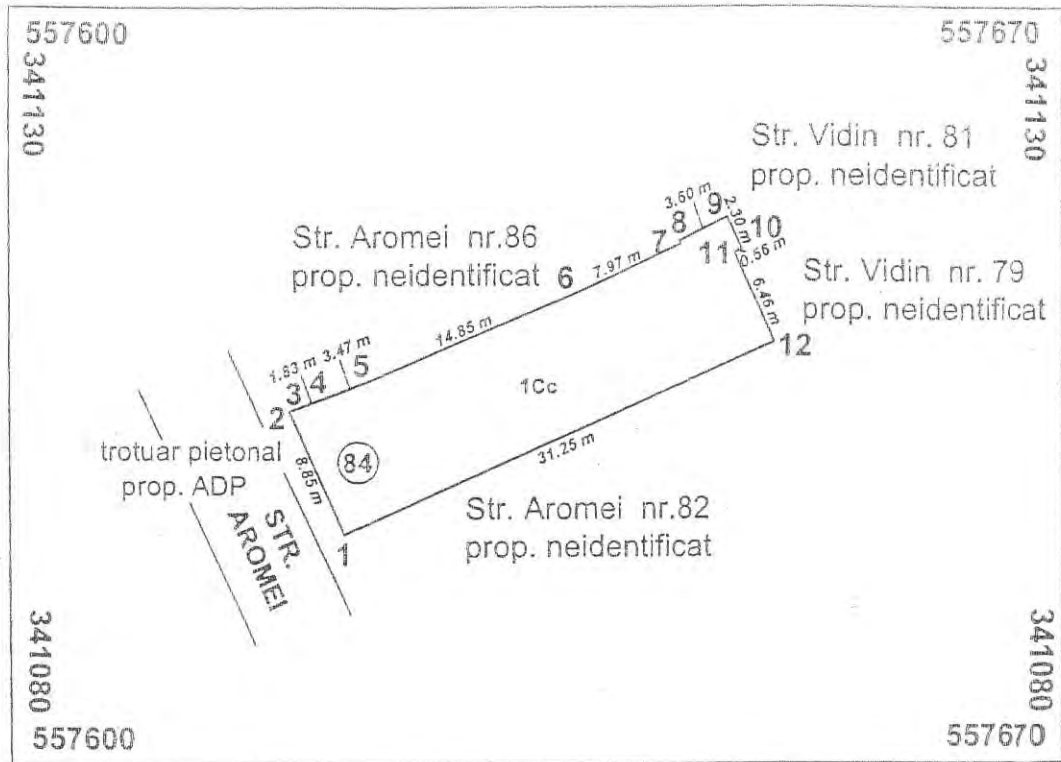 557600
557670
341130
341130
Str. Vidin nr. 81
prop. neidentificat
3.60 m
9
2.30 m
10
8
7
11
0.56 m
Str. Aromei nr.86
prop. neidentificat
6
7.97 m
Str. Vidin nr. 79
prop. neidentificat
6.46 m
12
14.85 m
1.83 m
3.47 m
5
4
3
2
1Cc
84
8.85 m
31.25 m
trotuar pietonal
prop. ADP
STR.
AROMEI
1
Str. Aromei nr.82
prop. neidentificat
341080
341080
557600
557670